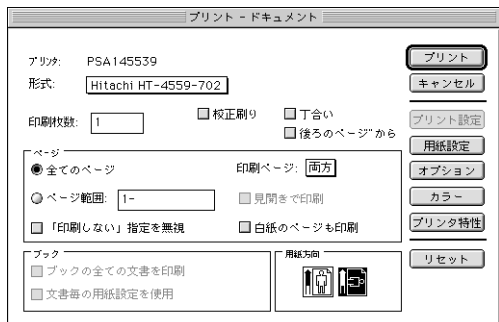 プリント - ドキュメント
プリンタ: PSA145539
形式: Hitachi HT-4559-702
印刷枚数: 1
校正刷り
丁合い
後ろのページから
ページ
全てのページ
印刷ページ: 両方
ページ範囲: 1-
見開きで印刷
「印刷しない」指定を無視
白紙のページも印刷
ブック
ブックの全ての文書を印刷
文書毎の用紙設定を使用
用紙方向
プリント
キャンセル
プリント設定
用紙設定
オプション
カラー
プリンタ特性
リセット